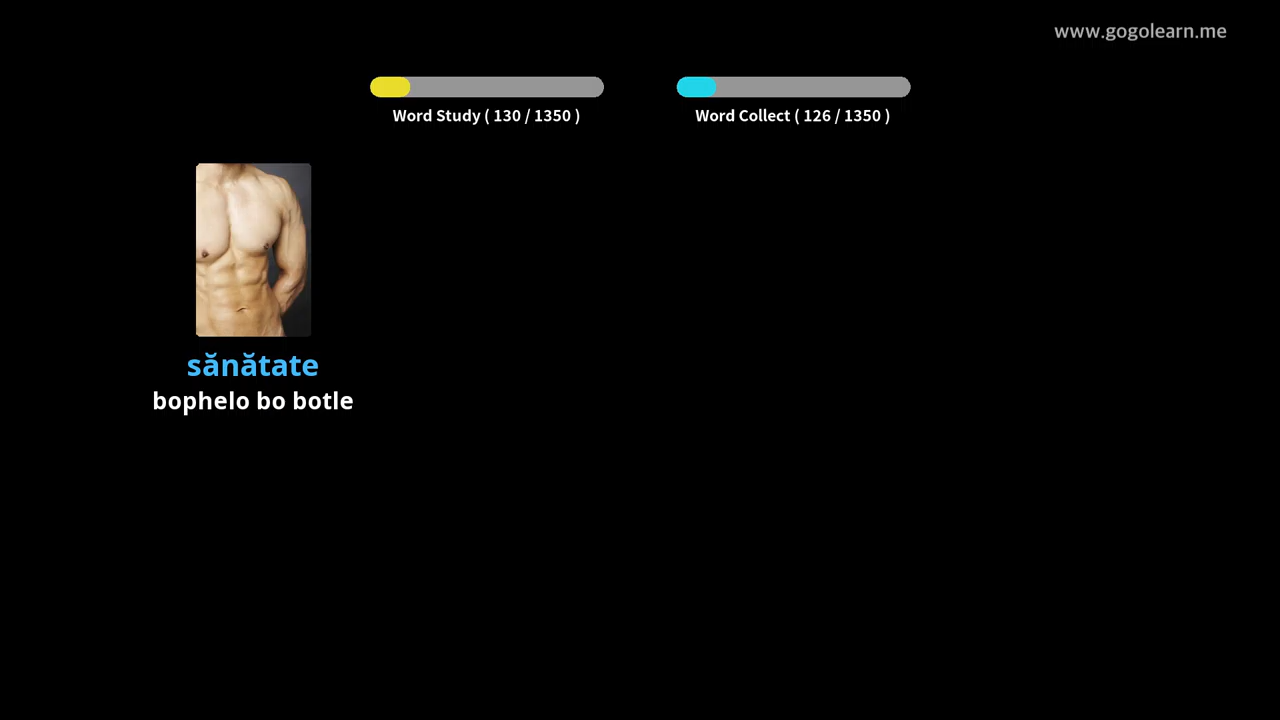 www.gogolearn.me
Word Study ( 130 / 1350 )
Word Collect ( 126 / 1350 )
sănătate
bophelo bo botle